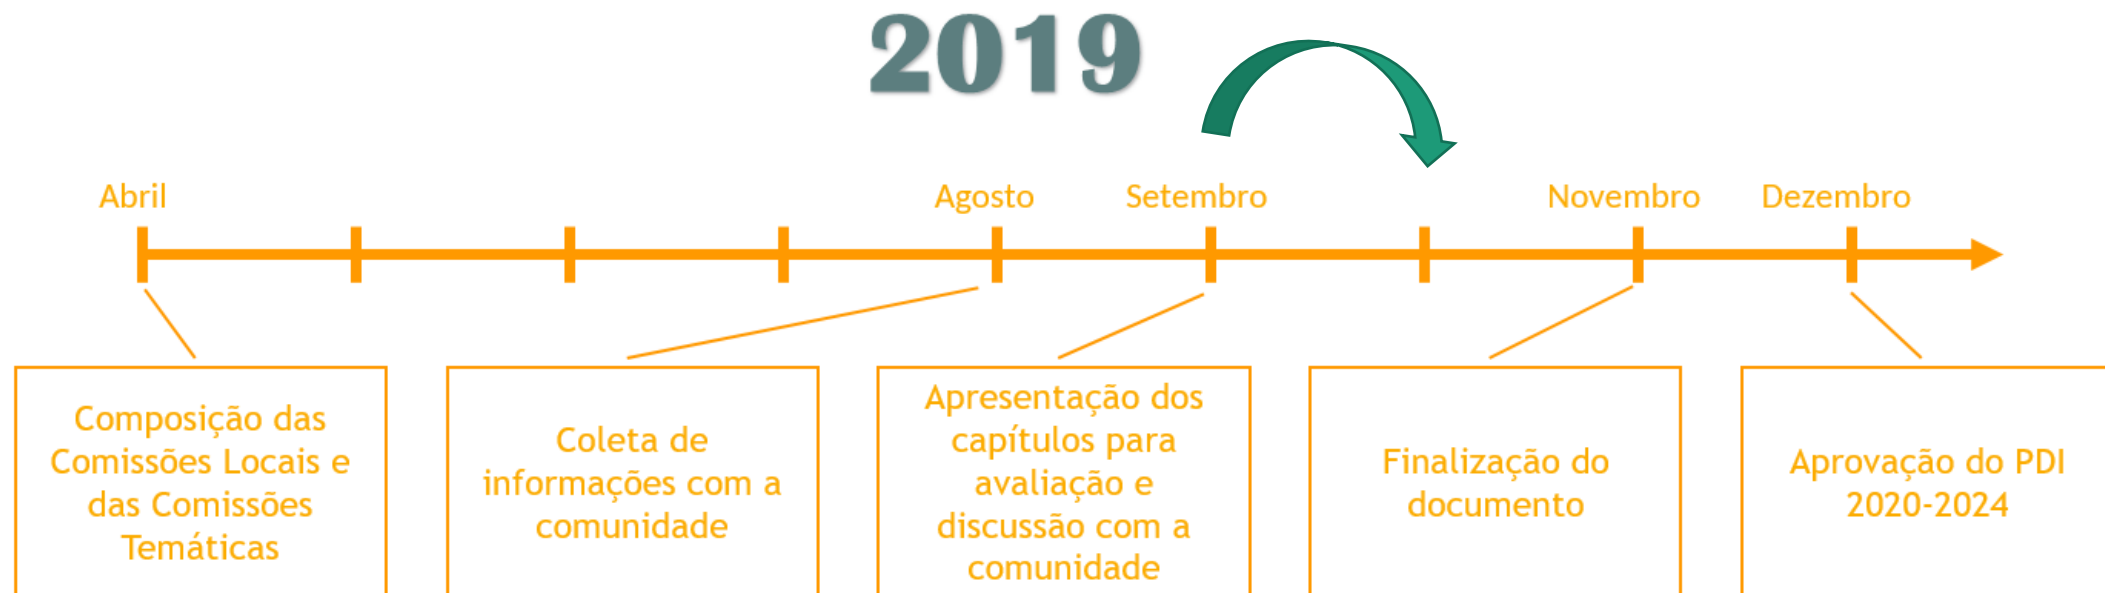 2019
Abril
Agosto
Setembro
Novembro
Dezembro
Composição das
Comissões Locais e
das Comissões
Temáticas
Coleta de
informações com a
comunidade
Apresentação dos
capítulos para
avaliação e
discussão com a
comunidade
Finalização do
documento
Aprovação do PDI
2020-2024